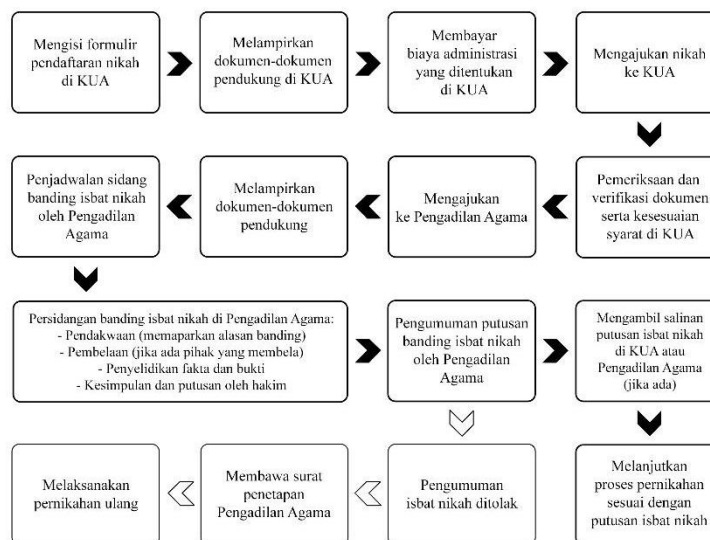 Mengisi formulir
pendaftaran nikah
di KUA
Melampirkan
dokumen-dokumen
pendukung di KUA
Membayar
biaya administrasi
yang ditentukan
di KUA
Mengajukan nikah
ke KUA
Pemeriksaan dan
verifikasi dokumen
serta kesesuaian
syarat di KUA
Mengajukan
ke Pengadilan Agama
Melampirkan
dokumen-dokumen
pendukung
Penjadwalan sidang
banding isbat nikah
oleh Pengadilan
Agama
Persidangan banding isbat nikah di Pengadilan Agama:
- Pendakwaan (memaparkan alasan banding)
- Pembelaan (jika ada pihak yang membela)
- Penyelidikan fakta dan bukti
- Kesimpulan dan putusan oleh hakim
Pengumuman putusan
banding isbat nikah
oleh Pengadilan
Agama
Mengambil salinan
putusan isbat nikah
di KUA atau
Pengadilan Agama
(jika ada)
Melanjutkan
proses pernikahan
sesuai dengan
putusan isbat nikah
Pengumuman
isbat nikah ditolak
Membawa surat
penetapan
Pengadilan Agama
Melaksanakan
pernikahan ulang